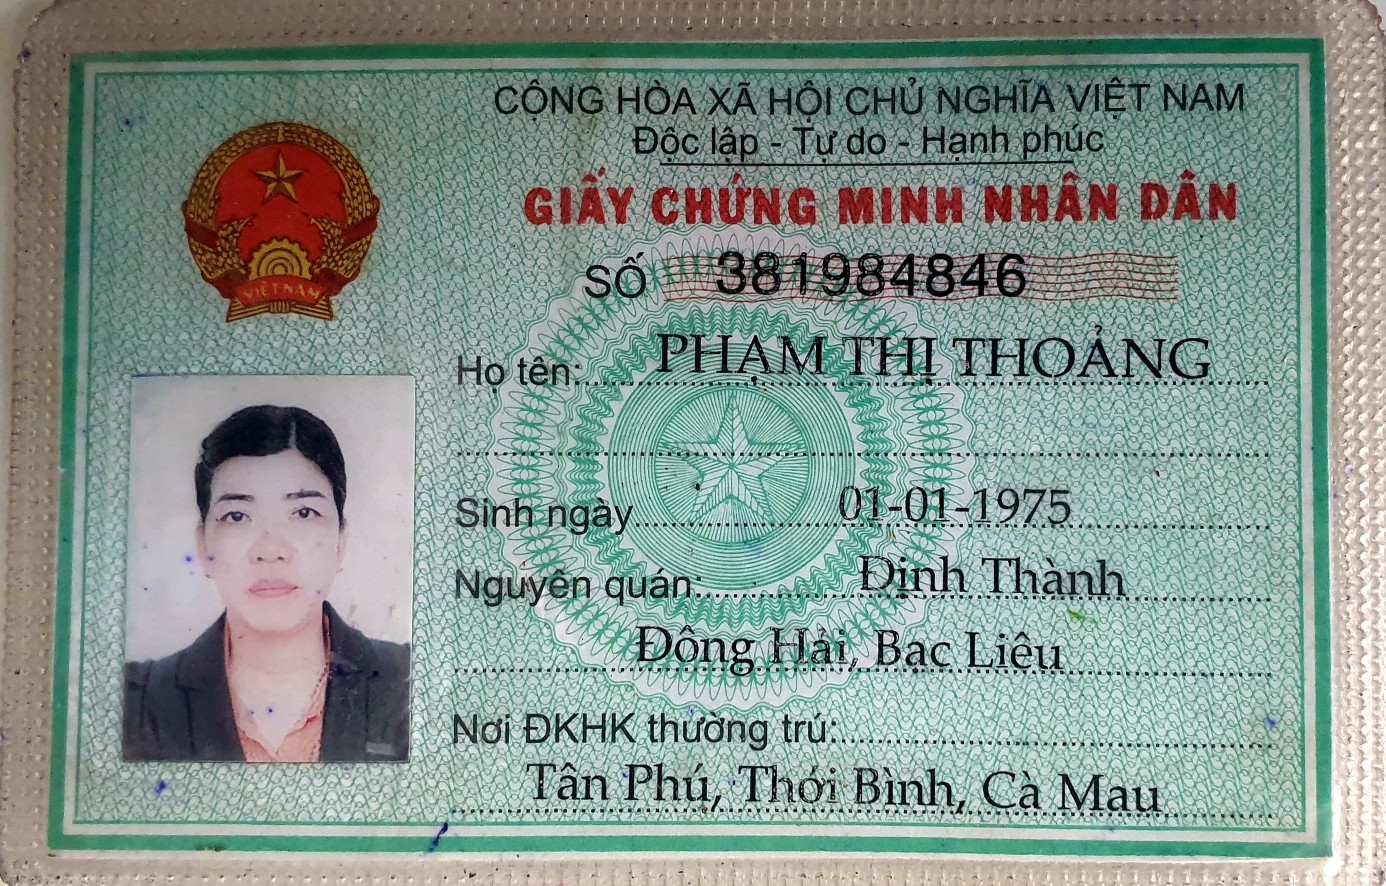 CỘNG HÒA XÃ HỘI CHỦ NGHĨA VIỆT NAM
Độc lập - Tự do - Hạnh phúc
GIẤY CHỨNG MINH NHÂN DÂN
VIỆT NAM
SỐ 381984846
Họ tên: PHẠM THỊ THOẢNG
Sinh ngày 01-01-1975
Nguyên quán: Định Thành
Đông Hải, Bạc Liêu
Nơi ĐKHK thường trú:
Tân Phú, Thới Bình, Cà Mau